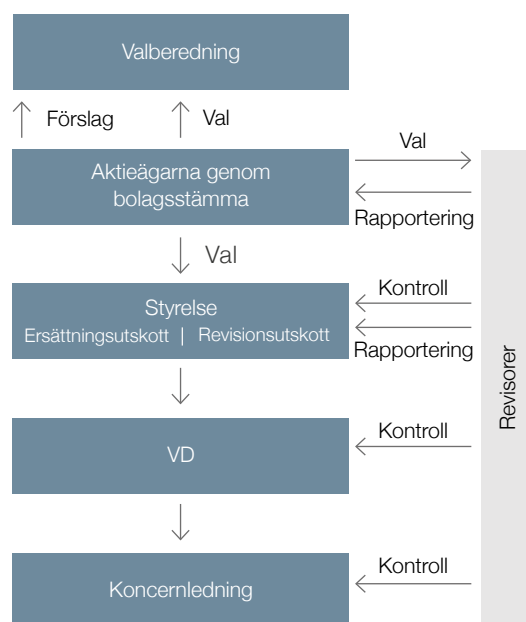 Valberedning
Förslag
Val
Val
Aktieägarna genom
bolagsstämma
Rapportering
Val
Kontroll
Styrelse
Ersättningsutskott | Revisionsutskott
Rapportering
Revisorer
Kontroll
VD
Kontroll
Koncernledning